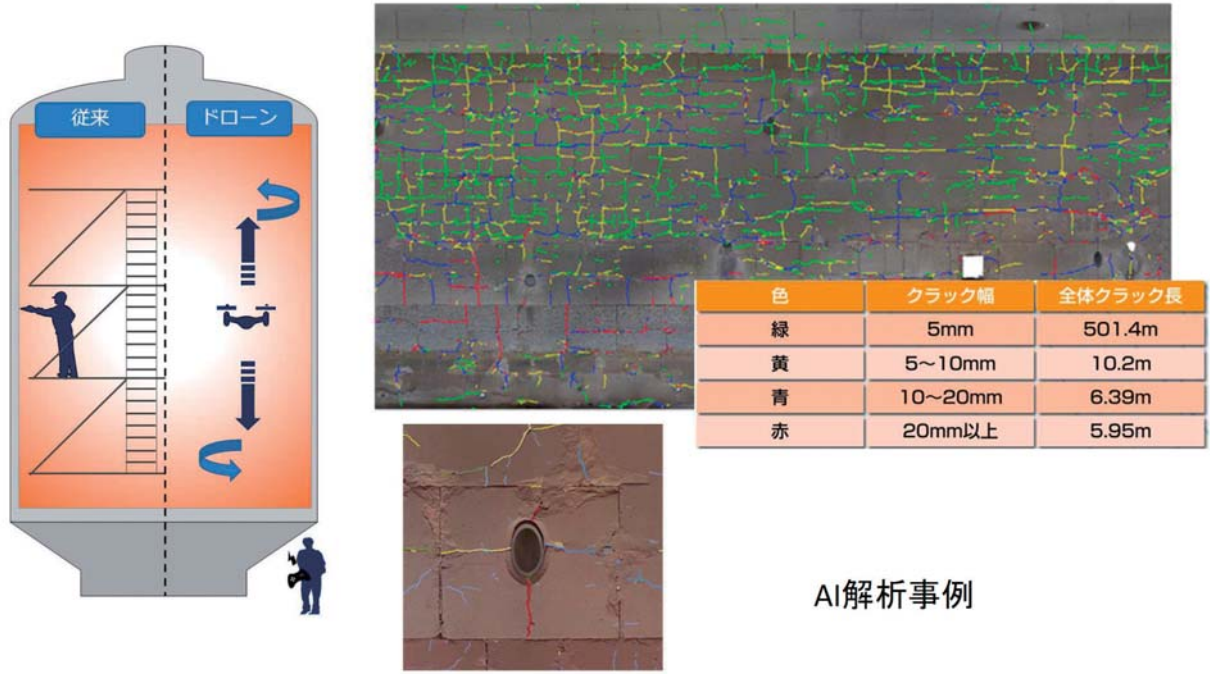 従来
ドローン
色 クラック幅 全体クラック長
緑 5mm 501.4m
黄 5〜10mm 10.2m
青 10〜20mm 6.39m
赤 20mm以上 5.95m
AI解析事例